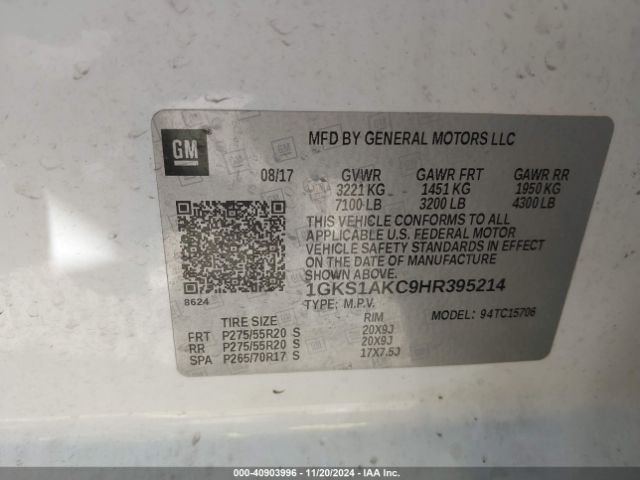 GM
MFD BY GENERAL MOTORS LLC
08/17 GVWR GAWR FRT GAWR RR
3221 KG 1451 KG 1950 KG
7100 LB 3200 LB 4300 LB
THIS VEHICLE CONFORMS TO ALL
APPLICABLE U.S. FEDERAL MOTOR
VEHICLE SAFETY STANDARDS IN EFFECT
ON THE DATE OF MANUFACTURE
SHOWN ABOVE.
8624
1GKS1AKC9HR395214
TYPE: M.P.V. MODEL: 94TC15706
TIRE SIZE RIM
FRT P275/55R20 S 20X9J
RR P275/55R20 S 20X9J
SPA P265/70R17 S 17X7.5J
000-40903996 - 11/20/2024 - IAA Auctions